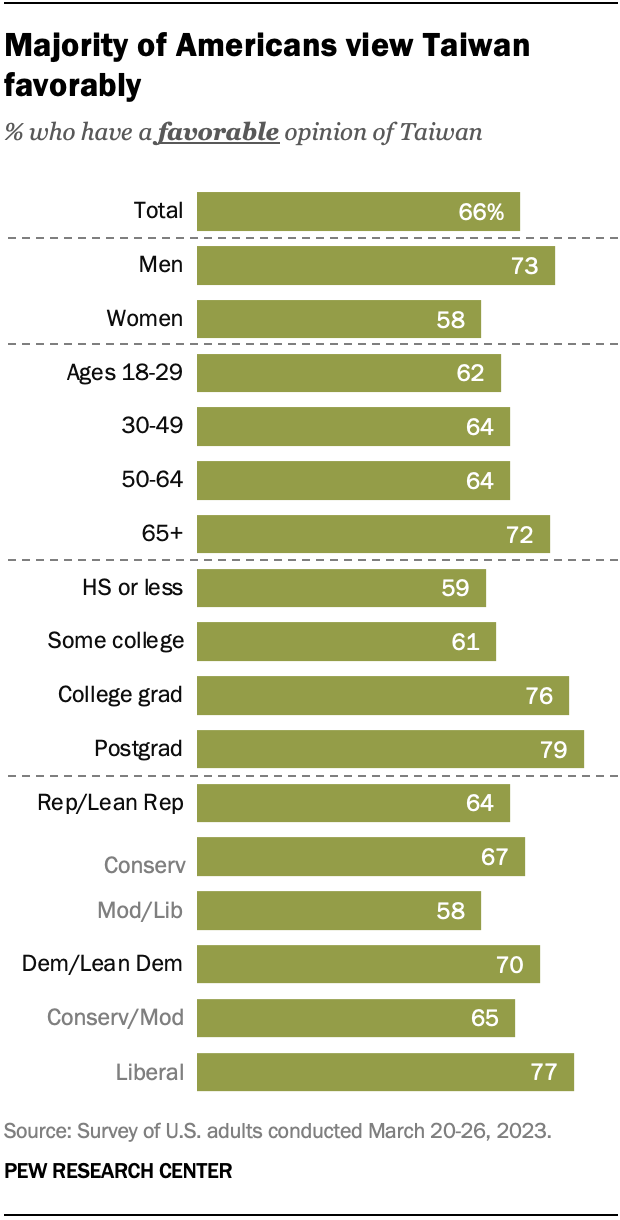 Majority of Americans view Taiwan
favorably
% who have a favorable opinion of Taiwan
Total 66%
Men 73
Women 58
Ages 18-29 62
30-49 64
50-64 64
65+ 72
HS or less 59
Some college 61
College grad 76
Postgrad 79
Rep/Lean Rep 64
Conserv 67
Mod/Lib 58
Dem/Lean Dem 70
Conserv/Mod 65
Liberal 77
Source: Survey of U.S. adults conducted March 20-26, 2023.
PEW RESEARCH CENTER